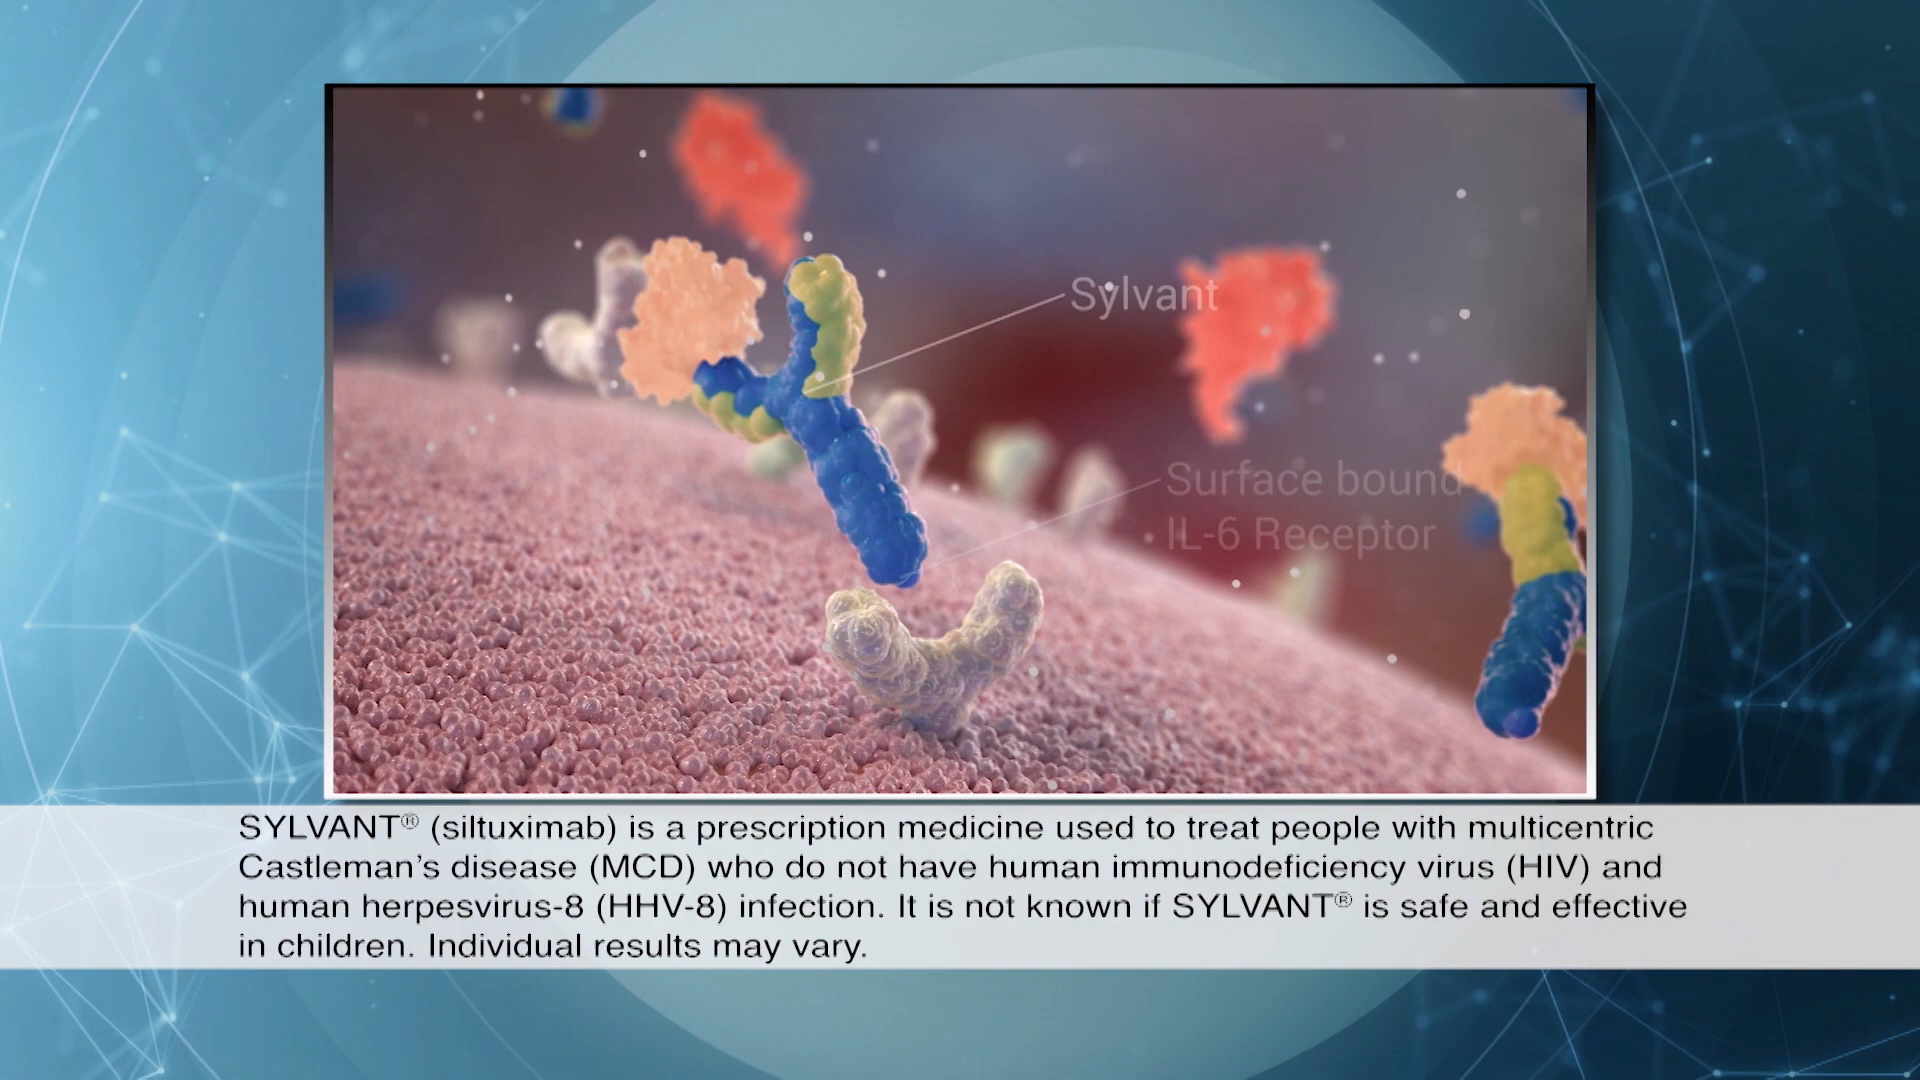 Sylvant
Surface bound
IL-6 Receptor
SYLVANT® (siltuximab) is a prescription medicine used to treat people with multicentric
Castleman’s disease (MCD) who do not have human immunodeficiency virus (HIV) and
human herpesvirus-8 (HHV-8) infection. It is not known if SYLVANT® is safe and effective
in children. Individual results may vary.